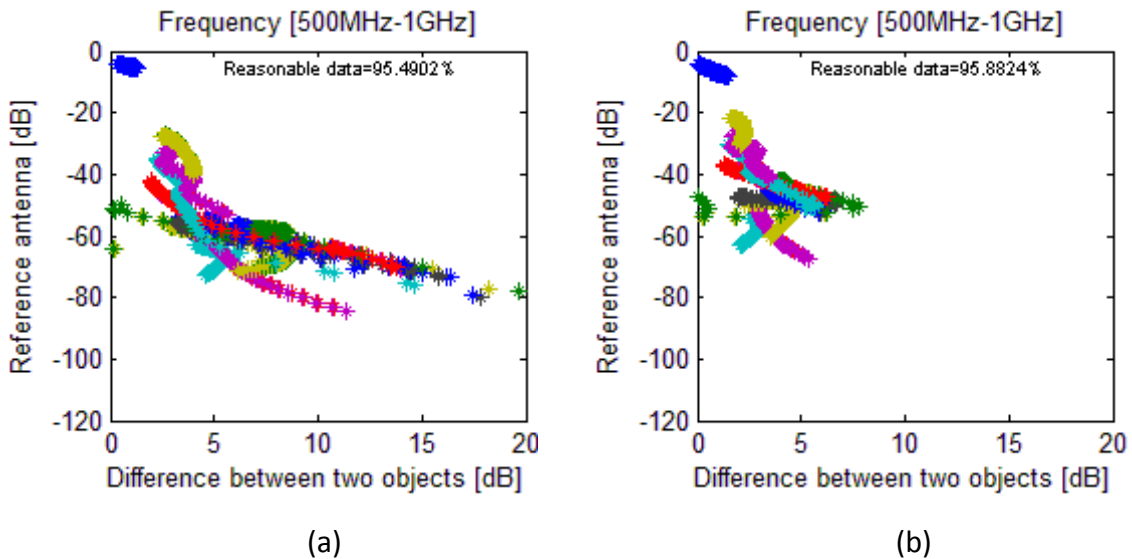 Frequency [500MHz-1GHz]
Reasonable data=95.4902%
0
-20
-40
-60
-80
-100
-120
Reference antenna [dB]
0 5 10 15 20
Difference between two objects [dB]
(a)
Frequency [500MHz-1GHz]
Reasonable data=95.8824%
0
-20
-40
-60
-80
-100
-120
Reference antenna [dB]
0 5 10 15 20
Difference between two objects [dB]
(b)